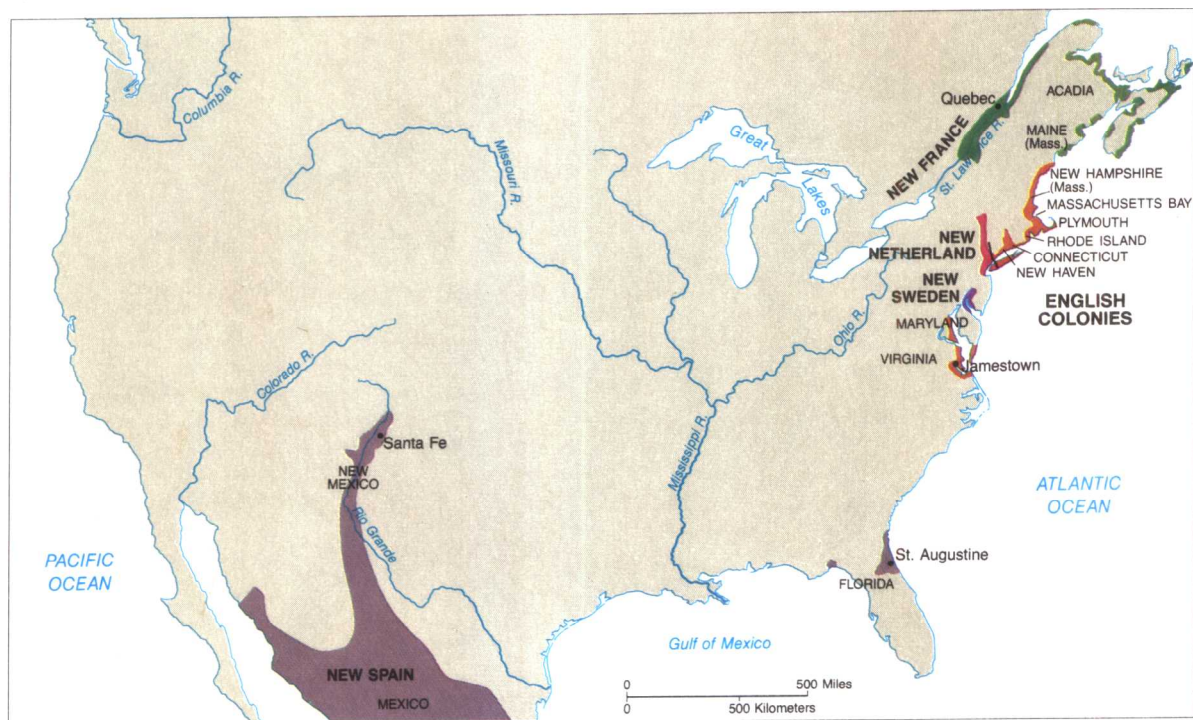 Columbia R.
Missouri R.
Great
Lakes
Quebec
NEW FRANCE
St. Lawrence R.
ACADIA
MAINE
(Mass.)
NEW HAMPSHIRE
(Mass.)
MASSACHUSETTS BAY
PLYMOUTH
RHODE ISLAND
CONNECTICUT
NEW HAVEN
NEW
NETHERLAND
NEW
SWEDEN
ENGLISH
COLONIES
MARYLAND
VIRGINIA
Jamestown
Ohio R.
Colorado R.
Santa Fe
NEW
MEXICO
Rio Grande
Mississippi R.
ATLANTIC
OCEAN
PACIFIC
OCEAN
St. Augustine
FLORIDA
Gulf of Mexico
NEW SPAIN
MEXICO
0 500 Miles
0 500 Kilometers